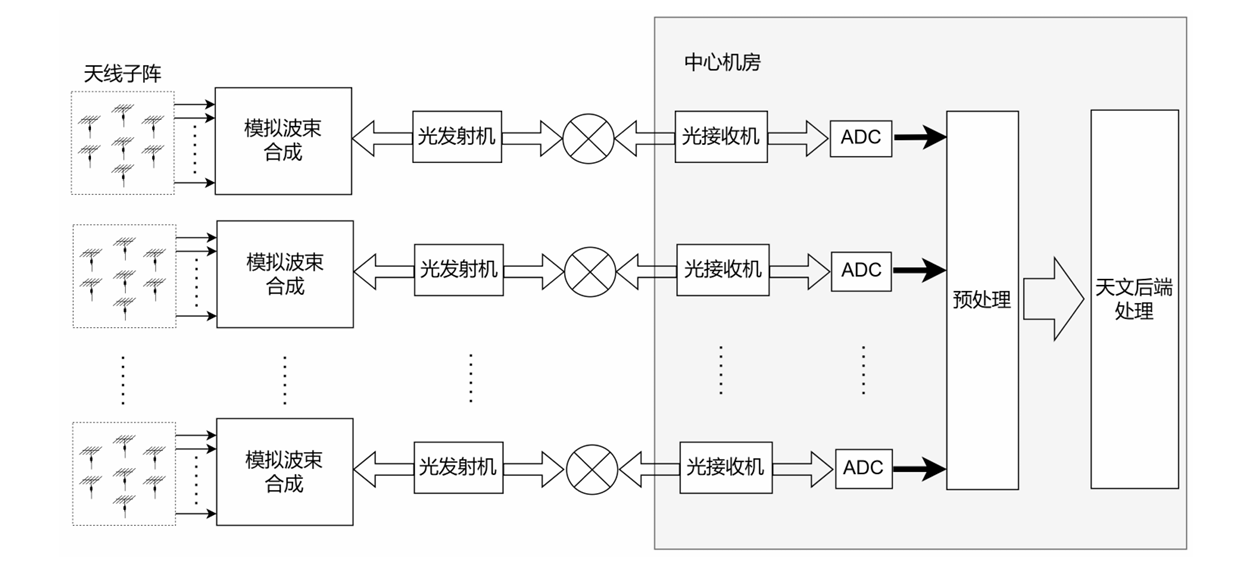 中心机房
天线子阵
模拟波束
合成
光发射机
光接收机
ADC
模拟波束
合成
光发射机
光接收机
ADC
预处理
天文后端
处理
模拟波束
合成
光发射机
光接收机
ADC